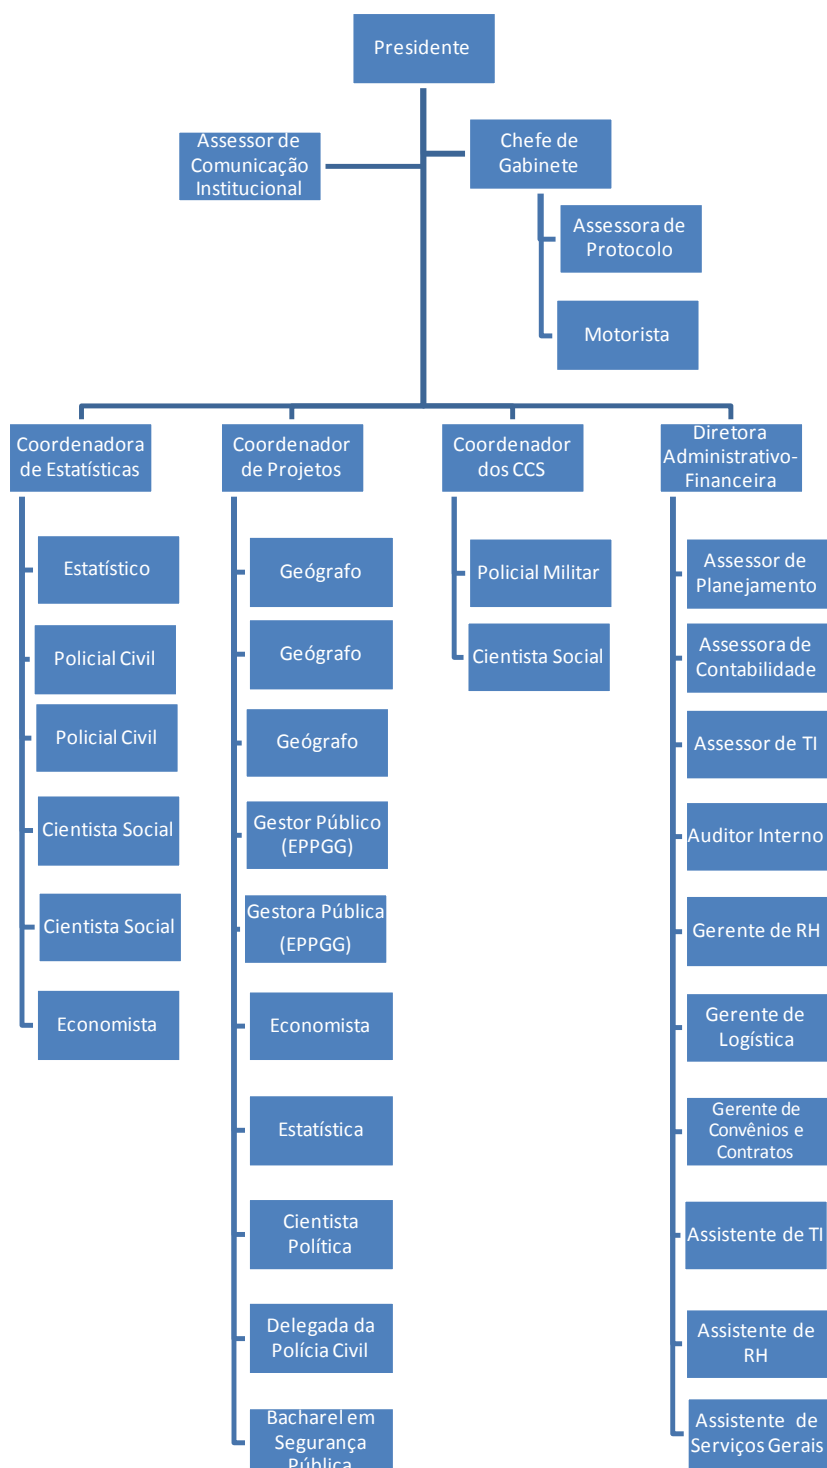 Presidente
Assessor de
Comunicação
Institucional
Chefe de
Gabinete
Assessora de
Protocolo
Motorista
Coordenadora
de Estatísticas
Estatístico
Policial Civil
Policial Civil
Cientista Social
Cientista Social
Economista
Coordenador
de Projetos
Geógrafo
Geógrafo
Geógrafo
Gestor Público
(EPPGG)
Gestora Pública
(EPPGG)
Economista
Estatística
Cientista
Política
Delegada da
Polícia Civil
Bacharel em
Segurança
Pública
Coordenador
dos CCS
Policial Militar
Cientista Social
Diretora
Administrativo-
Financeira
Assessor de
Planejamento
Assessora de
Contabilidade
Assessor de TI
Auditor Interno
Gerente de RH
Gerente de
Logística
Gerente de
Convênios e
Contratos
Assistente de TI
Assistente de
RH
Assistente de
Serviços Gerais